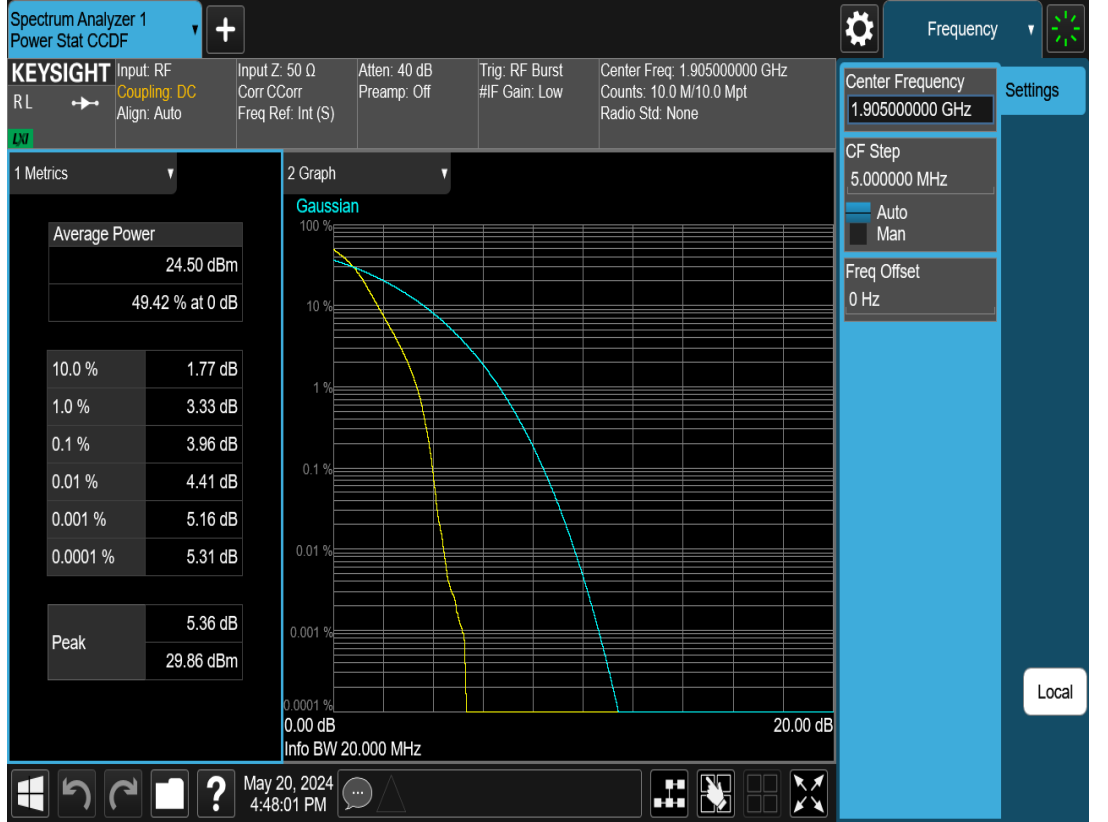 Spectrum Analyzer 1
Power Stat CCDF
+
Frequency
KEYSIGHT
RL
LXI
Input: RF
Coupling: DC
Align: Auto
Input Z: 50 Ω
Corr CCorr
Freq Ref: Int (S)
Atten: 40 dB
Preamp: Off
Trig: RF Burst
#IF Gain: Low
Center Freq: 1.905000000 GHz
Counts: 10.0 M/10.0 Mpt
Radio Std: None
Center Frequency
1.905000000 GHz
Settings
CF Step
5.000000 MHz
Auto
Man
Freq Offset
0 Hz
Local
1 Metrics
Average Power
24.50 dBm
49.42 % at 0 dB
10.0 % 1.77 dB
1.0 % 3.33 dB
0.1 % 3.96 dB
0.01 % 4.41 dB
0.001 % 5.16 dB
0.0001 % 5.31 dB
Peak
5.36 dB
29.86 dBm
2 Graph
Gaussian
100 %
10 %
1 %
0.1 %
0.01 %
0.001 %
0.0001 %
0.00 dB 20.00 dB
Info BW 20.000 MHz
?
May 20, 2024
4:48:01 PM